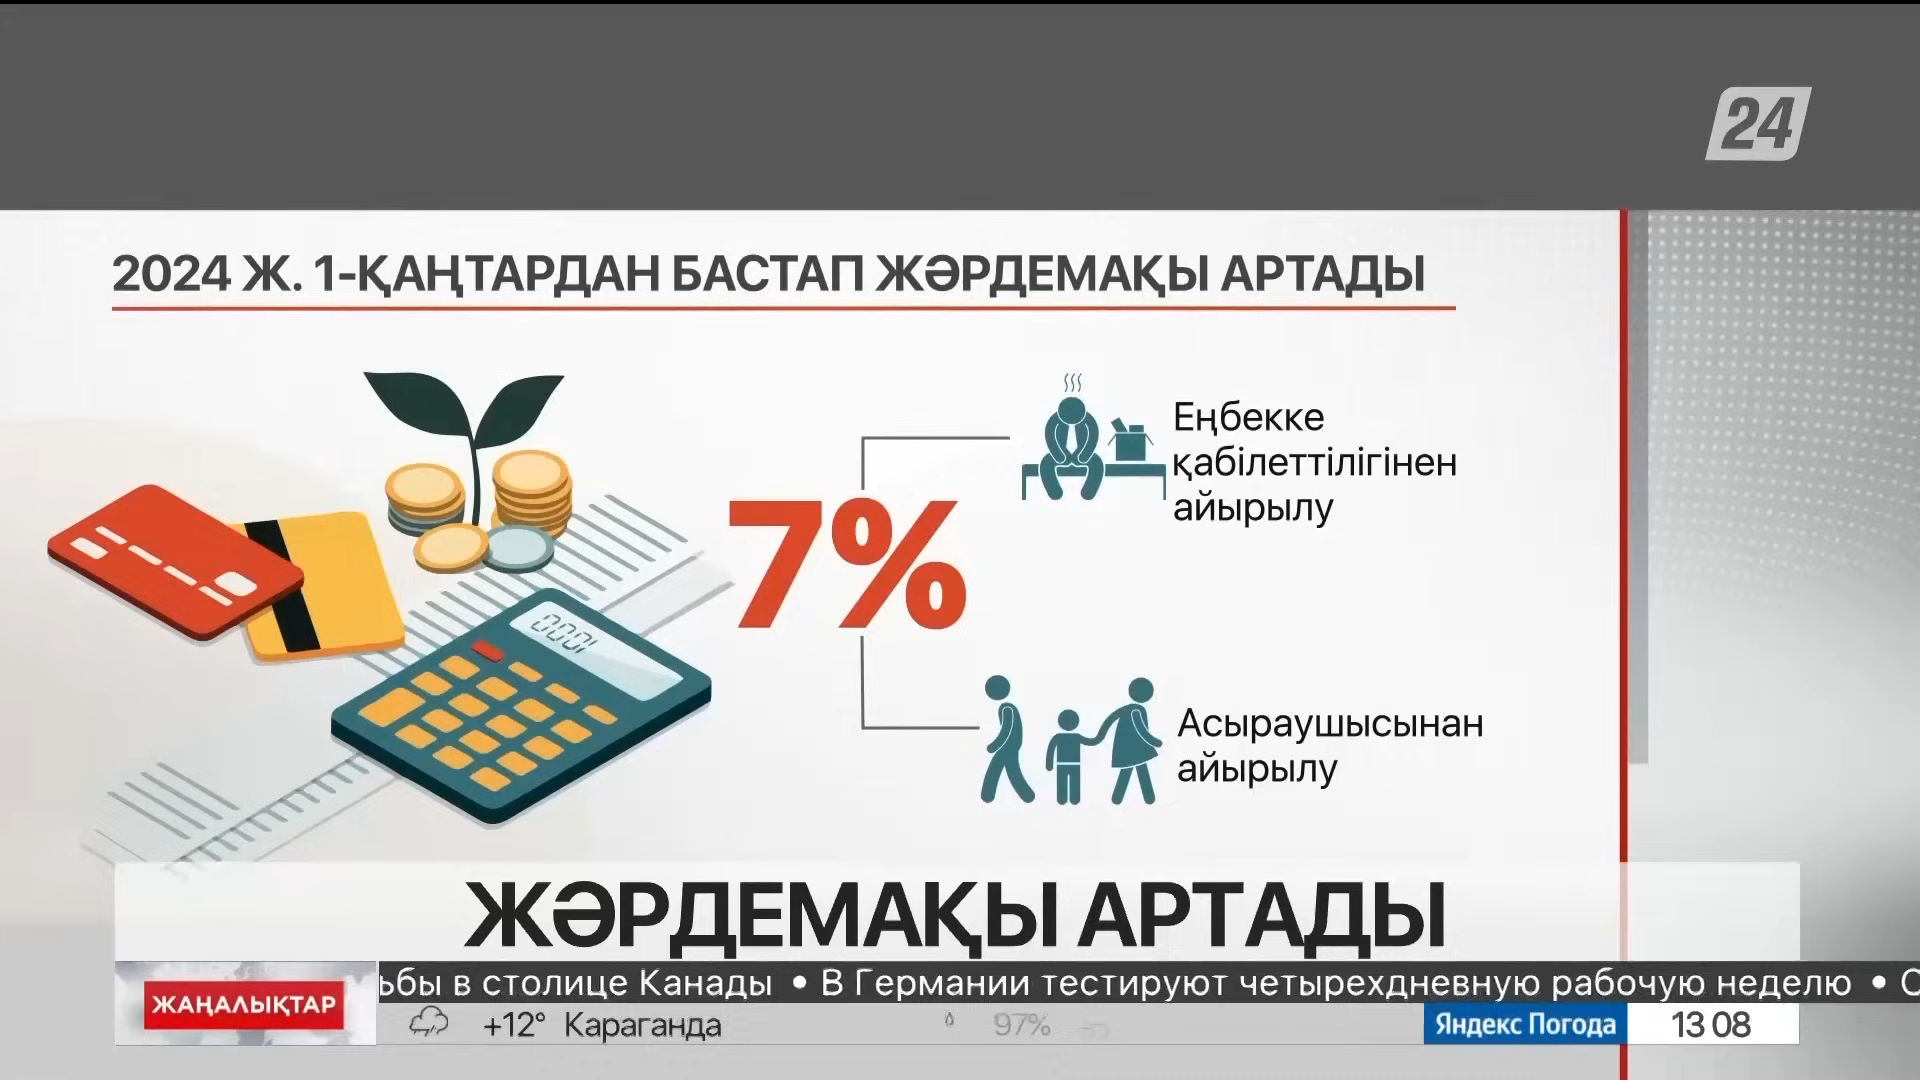 24
2024 Ж. 1-ҚАҢТАРДАН БАСТАП ЖӘРДЕМАҚЫ АРТАДЫ
Еңбекке
қабілеттілігінен
айырылу
7%
Асыраушысынан
айырылу
ЖӘРДЕМАҚЫ АРТАДЫ
ьбы в столице Канады • В Германии тестируют четырехдневную рабочую неделю •
ЖАҢАЛЫҚТАР
+12° Караганда 97% Яндекс Погода 13 08